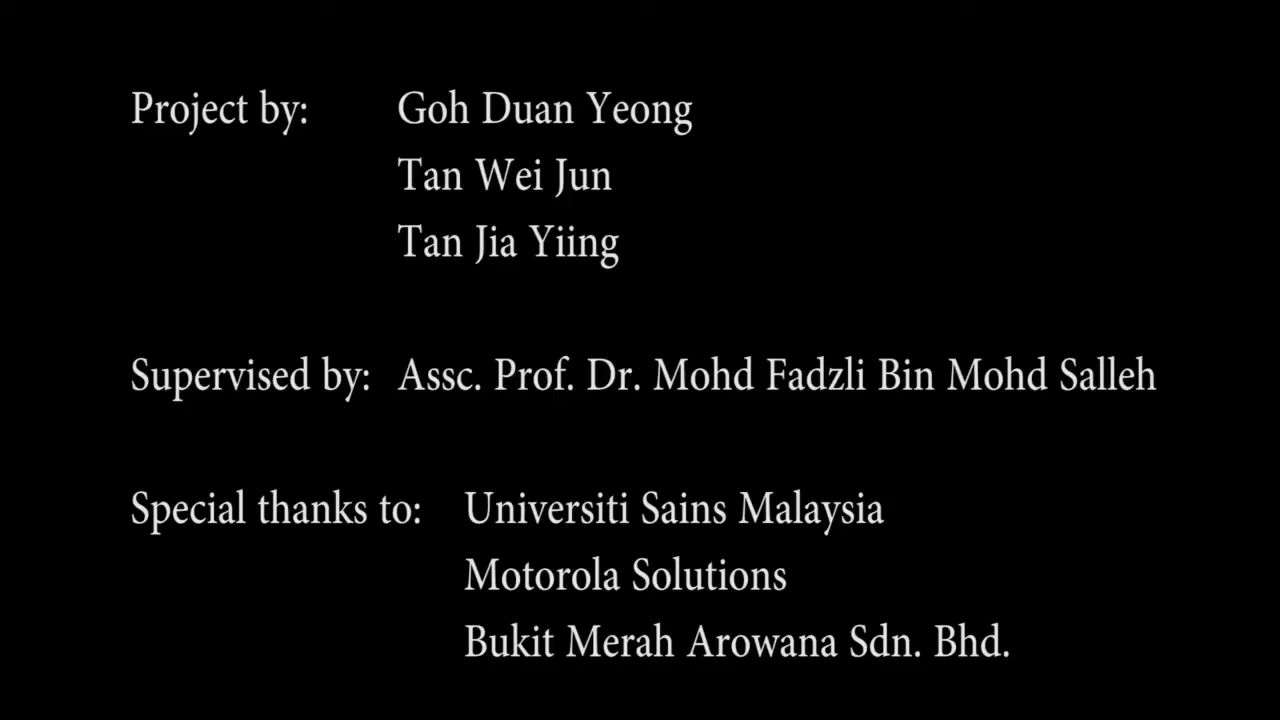 Project by: Goh Duan Yeong
Tan Wei Jun
Tan Jia Yiing
Supervised by: Assc. Prof. Dr. Mohd Fadzli Bin Mohd Salleh
Special thanks to: Universiti Sains Malaysia
Motorola Solutions
Bukit Merah Arowana Sdn. Bhd.